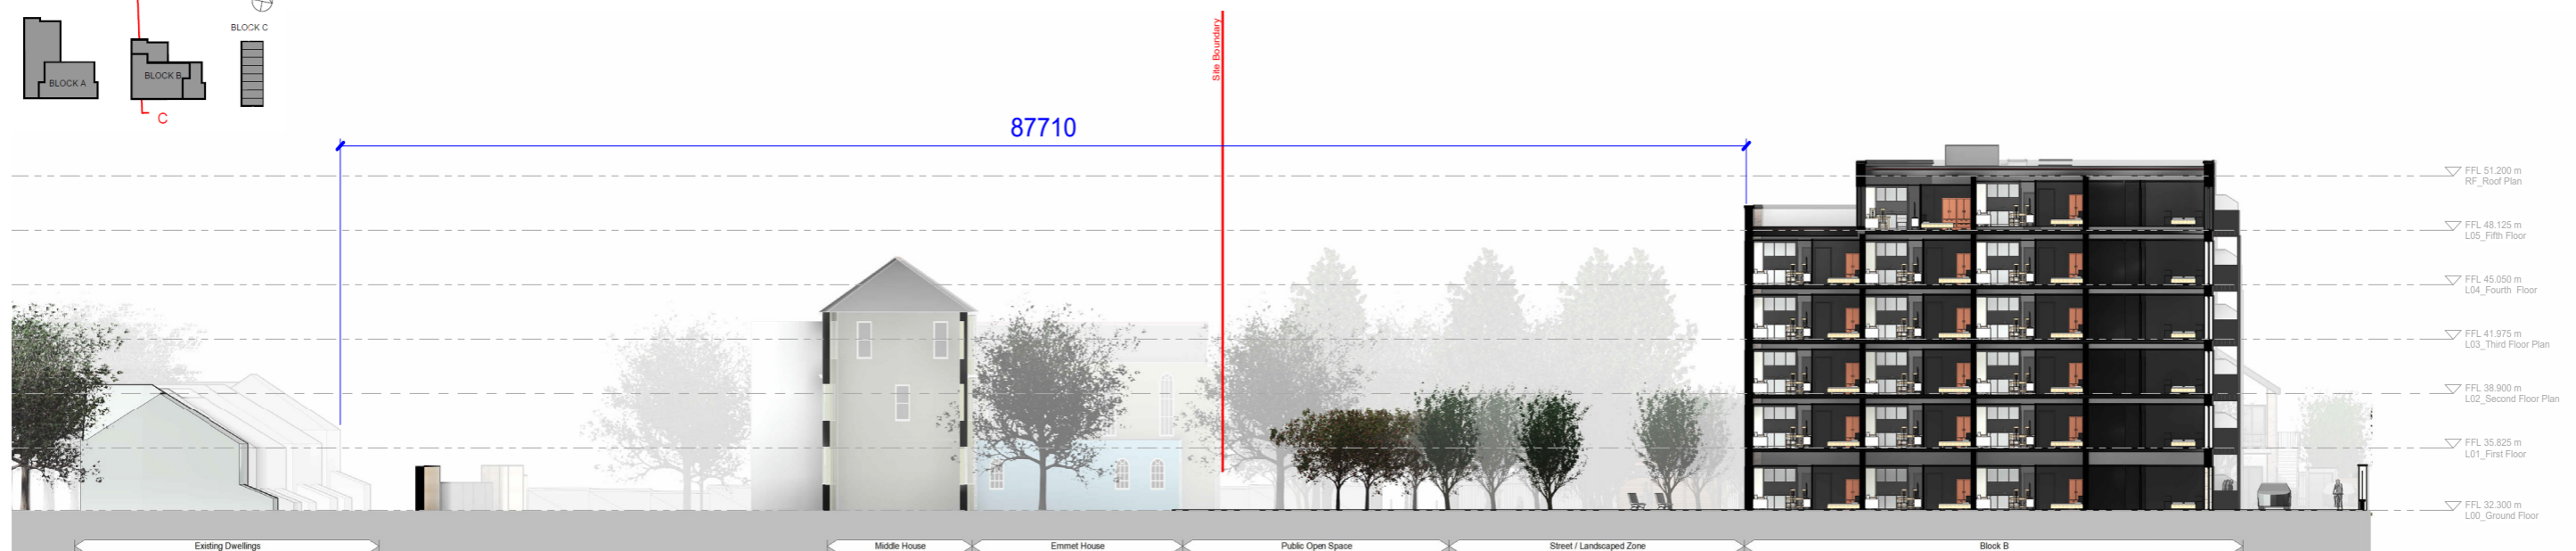 BLOCK C
BLOCK A
BLOCK B
C
Site Boundary
87710
FFL 51.200 m
RF_Roof Plan
FFL 48.125 m
L05_Fifth Floor
FFL 45.050 m
L04_Fourth Floor
FFL 41.975 m
L03_Third Floor Plan
FFL 38.900 m
L02_Second Floor Plan
FFL 35.825 m
L01_First Floor
FFL 32.300 m
L00_Ground Floor
Existing Dwellings
Middle House
Emmet House
Public Open Space
Street / Landscaped Zone
Block B